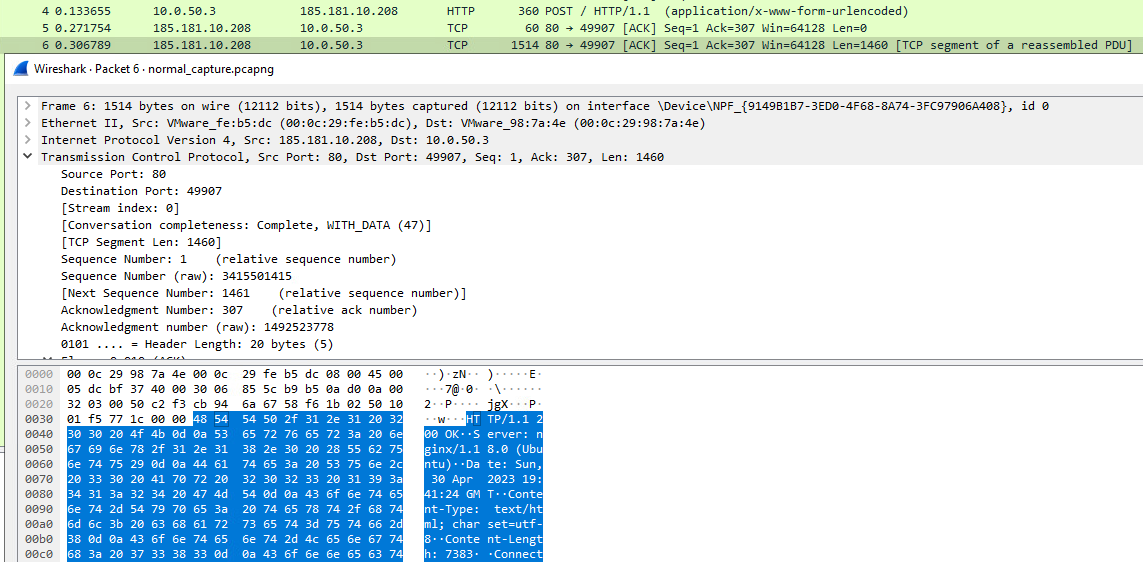 4 0.133655 10.0.50.3 185.181.10.208 HTTP 360 POST / HTTP/1.1 (application/x-www-form-urlencoded)
5 0.271754 185.181.10.208 10.0.50.3 TCP 60 80 → 49907 [ACK] Seq=1 Ack=307 Win=64128 Len=0
6 0.306789 185.181.10.208 10.0.50.3 TCP 1514 80 → 49907 [ACK] Seq=1 Ack=307 Win=64128 Len=1460 [TCP segment of a reassembled PDU]
Wireshark · Packet 6 · normal_capture.pcapng
Frame 6: 1514 bytes on wire (12112 bits), 1514 bytes captured (12112 bits) on interface \Device\NPF_{9149B1B7-3ED0-4F68-8A74-3FC97906A408}, id 0
Ethernet II, Src: VMware_fe:b5:dc (00:0c:29:fe:b5:dc), Dst: VMware_98:7a:4e (00:0c:29:98:7a:4e)
Internet Protocol Version 4, Src: 185.181.10.208, Dst: 10.0.50.3
Transmission Control Protocol, Src Port: 80, Dst Port: 49907, Seq: 1, Ack: 307, Len: 1460
Source Port: 80
Destination Port: 49907
[Stream index: 0]
[Conversation completeness: Complete, WITH_DATA (47)]
[TCP Segment Len: 1460]
Sequence Number: 1 (relative sequence number)
Sequence Number (raw): 3415501415
[Next Sequence Number: 1461 (relative sequence number)]
Acknowledgment Number: 307 (relative ack number)
Acknowledgment number (raw): 1492523778
0101 .... = Header Length: 20 bytes (5)
0000 00 0c 29 98 7a 4e 00 0c 29 fe b5 dc 08 00 45 00 ··)·zN·· )·····E·
0010 05 dc bf 37 40 00 30 06 85 5c b9 b5 0a d0 0a 00 ···7@·0· ·\······
0020 32 03 00 50 c2 f3 cb 94 6a 67 58 f1 1b 02 50 10 2··P···· jgX···P·
0030 01 f5 77 1c 00 00 48 54 54 50 2f 31 2e 31 20 32 ··w···HT TP/1.1 2
0040 30 30 20 4f 4b 0d 0a 53 65 72 76 65 72 3a 20 6e 00 OK··S erver: n
0050 67 69 6e 78 2f 31 2e 31 38 2e 30 20 28 55 62 75 ginx/1.1 8.0 (Ubu
0060 6e 74 75 29 0d 0a 44 61 74 65 3a 20 53 75 6e 2c ntu)··Da te: Sun,
0070 20 33 30 20 41 70 72 20 32 30 32 33 20 31 39 3a 30 Apr 2023 19:
0080 34 31 3a 32 34 20 47 4d 54 0d 0a 43 6f 6e 74 65 41:24 GM T··Conte
0090 6e 74 2d 54 79 70 65 3a 20 74 65 78 74 2f 68 74 nt-Type: text/ht
00a0 6d 6c 3b 20 63 68 61 72 73 65 74 3d 75 74 66 2d ml; char set=utf-
00b0 38 0d 0a 43 6f 6e 74 65 6e 74 2d 4c 65 6e 67 74 8··Conte nt-Lengt
00c0 68 3a 20 37 33 38 33 0d 0a 43 6f 6e 6e 65 63 74 h: 7383· ·Connect